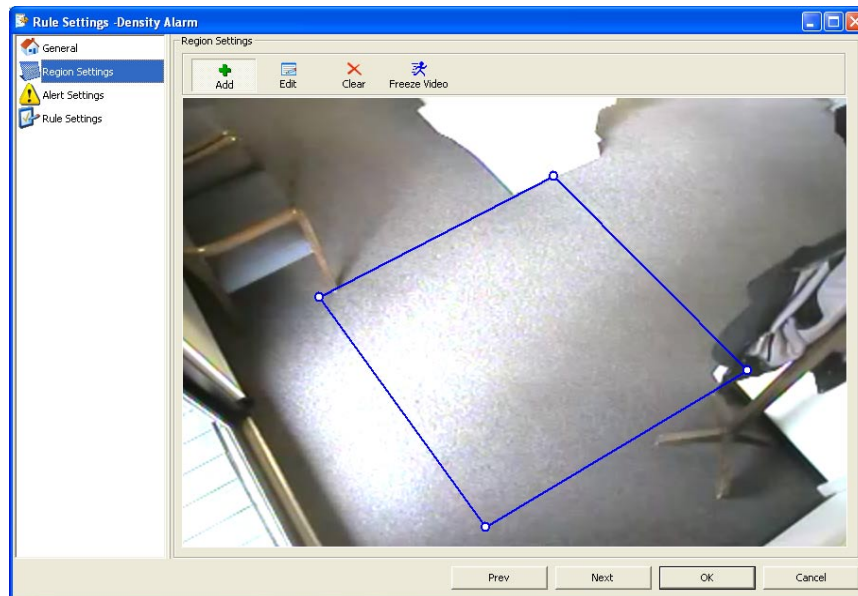 Rule Settings -Density Alarm
General
Region Settings
Alert Settings
Rule Settings
Region Settings
Add Edit Clear Freeze Video
Prev Next OK Cancel